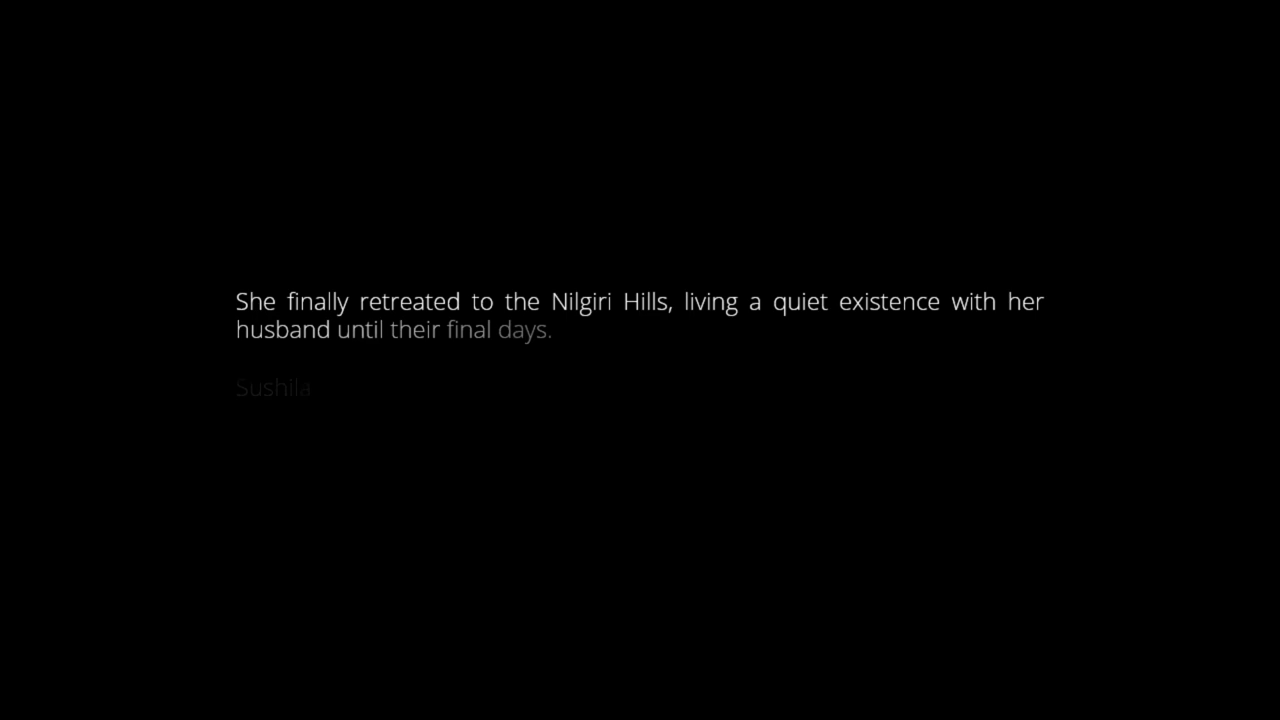 She finally retreated to the Nilgiri Hills, living a quiet existence with her
husband until their final days.
Sushila